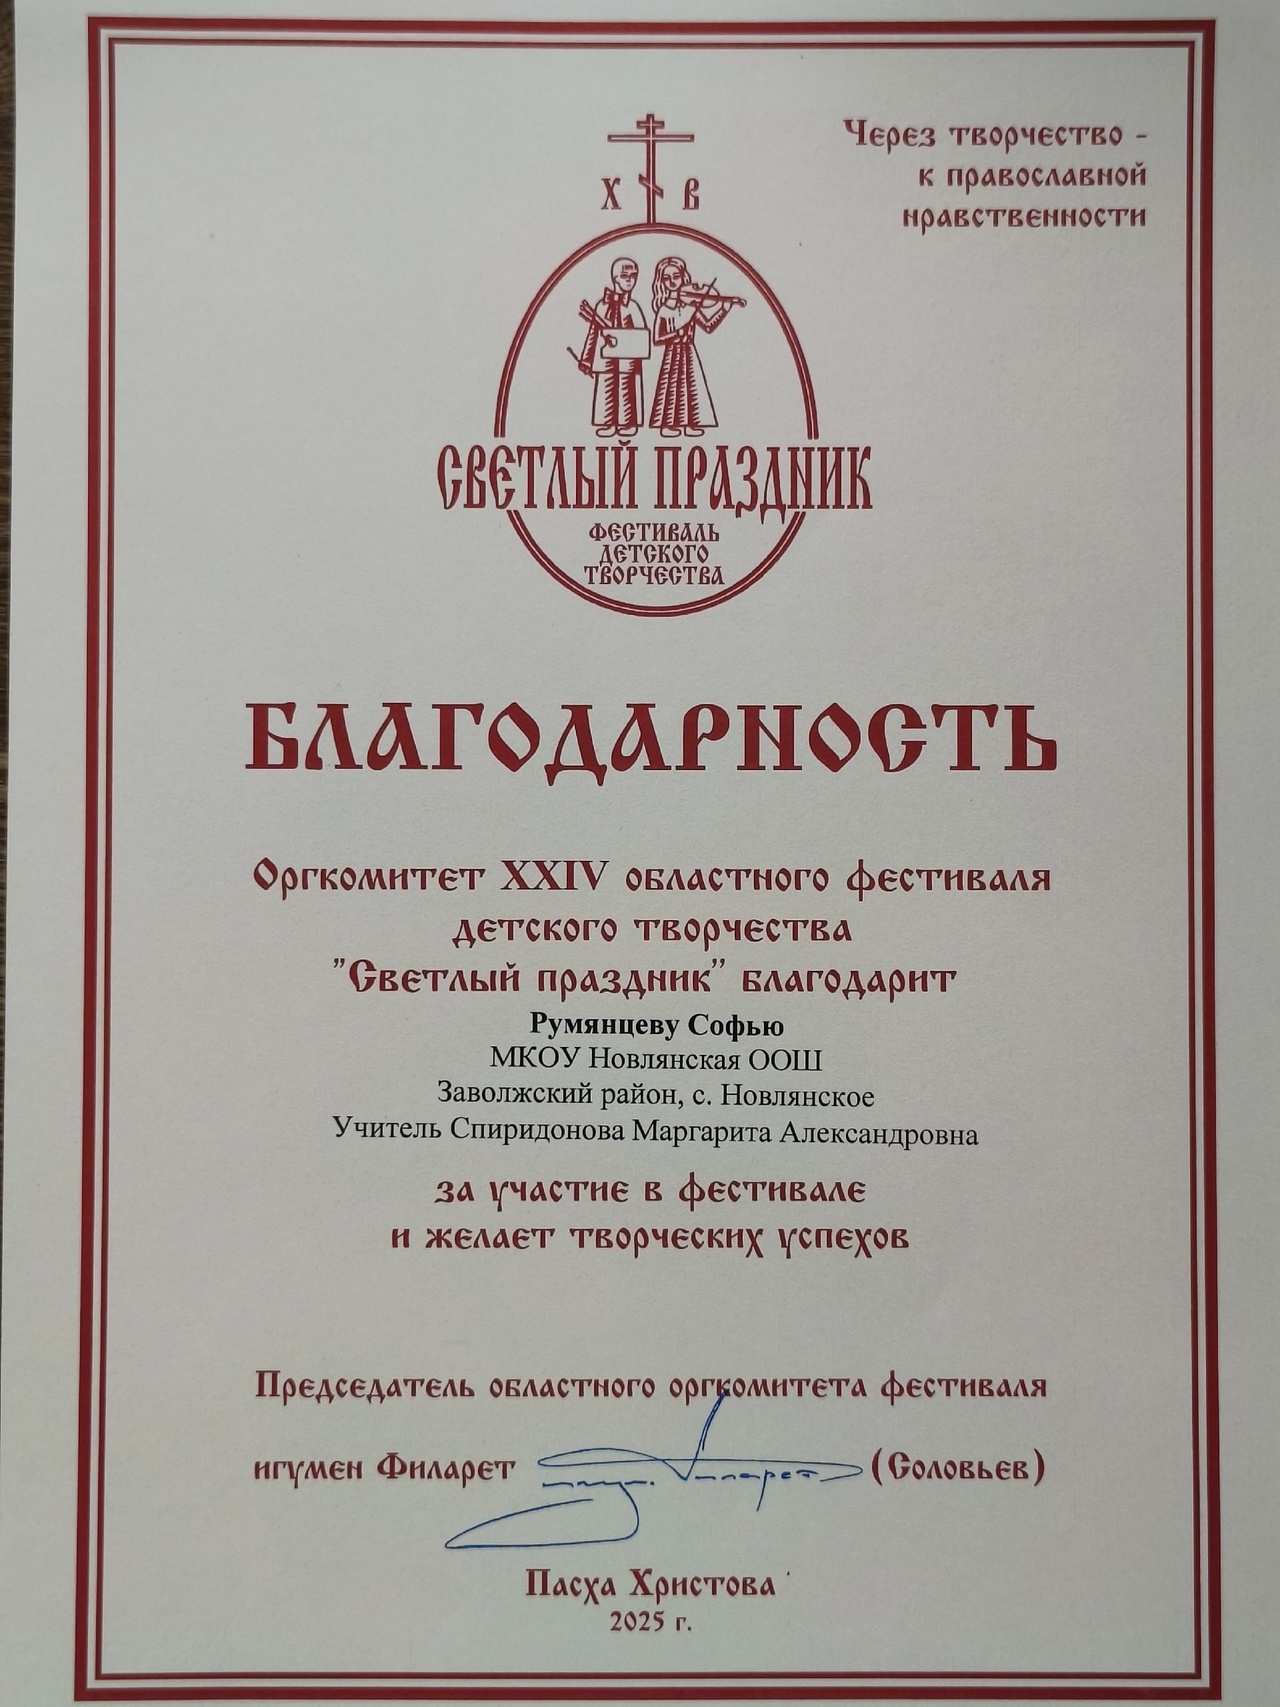 Через творчество -
к православной
нравственности
Х В
СВЕТЛЫЙ ПРАЗДНИК
ФЕСТИВАЛЬ
ДЕТСКОГО
ТВОРЧЕСТВА
БЛАГОДАРНОСТЬ
Оргкомитет XXIV областного фестиваля
детского творчества
"Светлый праздник" благодарит
Румянцеву Софью
МКОУ Новлянская ООШ
Заволжский район, с. Новлянское
Учитель Спиридонова Маргарита Александровна
за участие в фестивале
и желает творческих успехов
Председатель областного оргкомитета фестиваля
игумен Филарет (Соловьев)
Пасха Христова
2025 г.